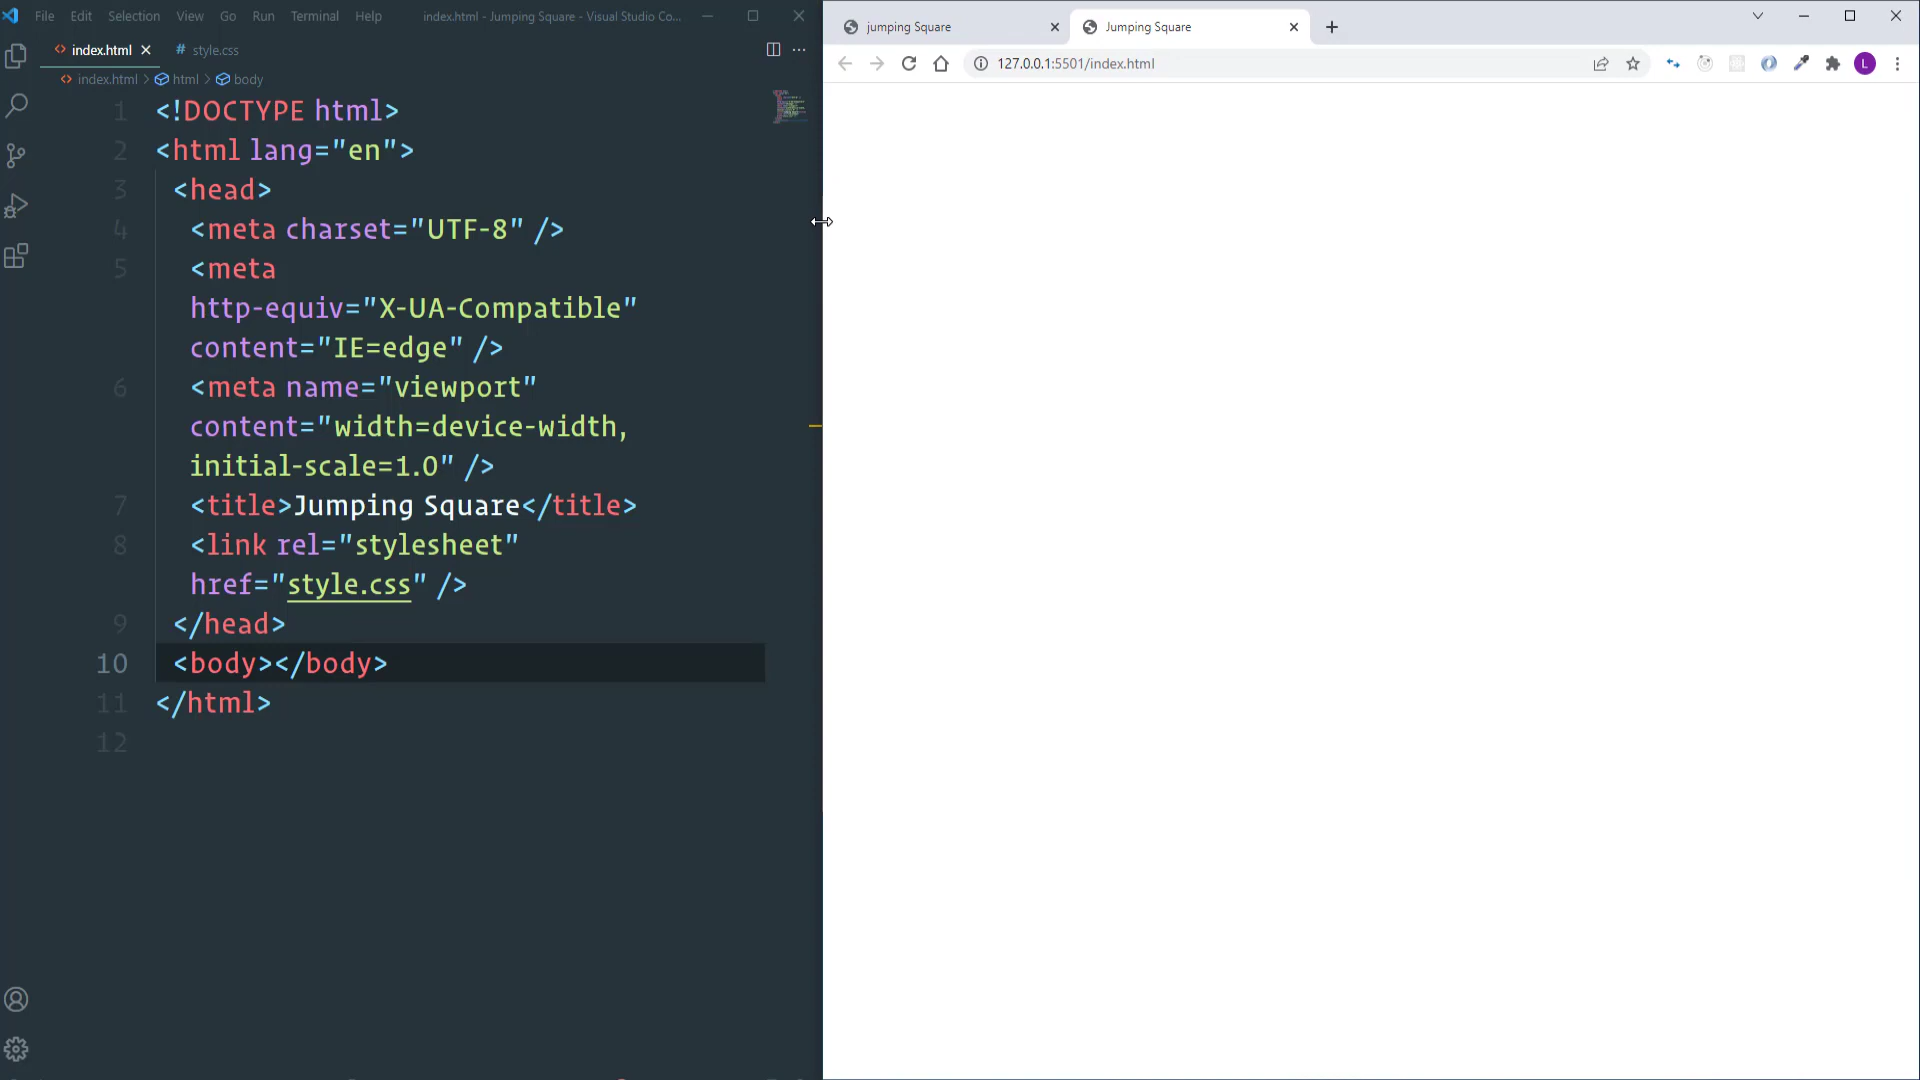 File Edit Selection View Go Run Terminal Help index.html - Jumping Square - Visual Studio Co...
index.html style.css
index.html > html > body
1 <!DOCTYPE html>
2 <html lang="en">
3 <head>
4 <meta charset="UTF-8" />
5 <meta
http-equiv="X-UA-Compatible"
content="IE=edge" />
6 <meta name="viewport"
content="width=device-width,
initial-scale=1.0" />
7 <title>Jumping Square</title>
8 <link rel="stylesheet"
href="style.css" />
9 </head>
10 <body></body>
11 </html>
12
jumping Square Jumping Square
127.0.0.1:5501/index.html
L